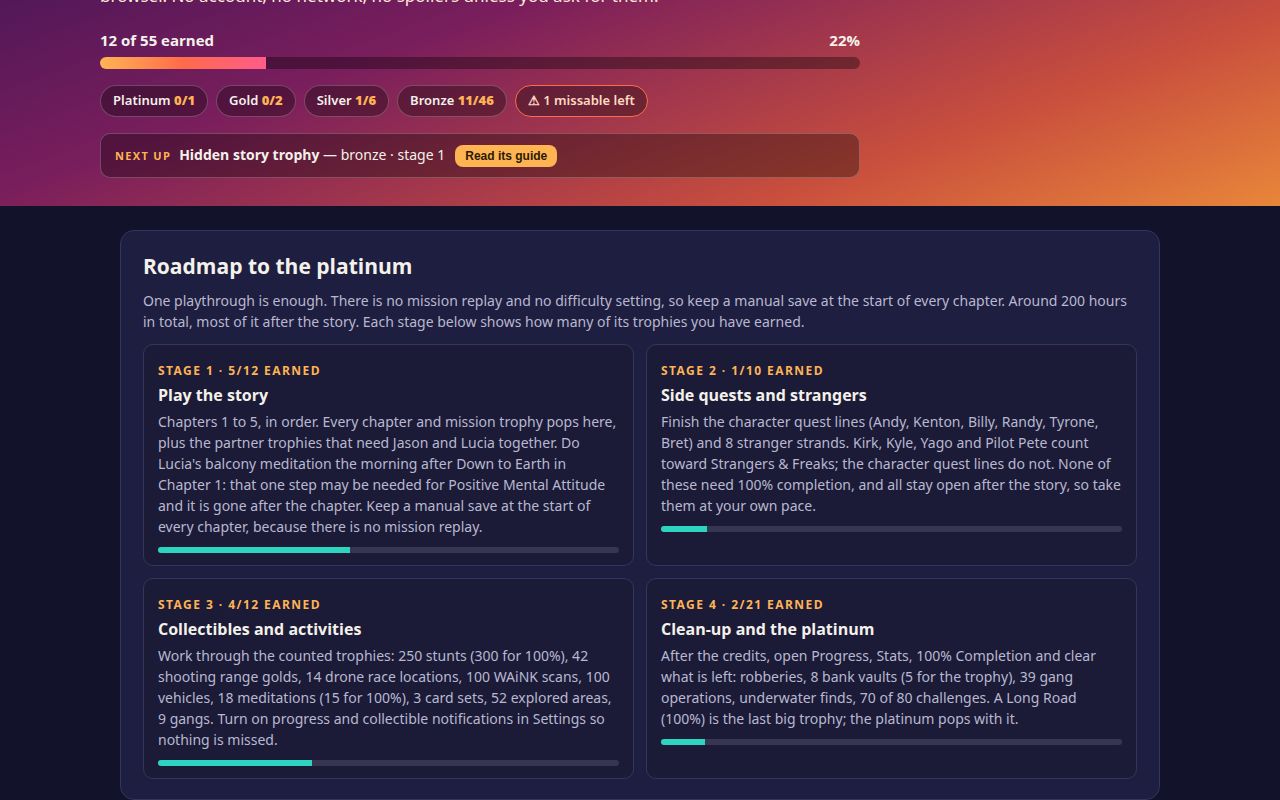 browser. No account, no network, no spoilers unless you ask for them.
12 of 55 earned 22%
Platinum 0/1 Gold 0/2 Silver 1/6 Bronze 11/46 ⚠ 1 missable left
NEXT UP Hidden story trophy — bronze · stage 1 Read its guide
Roadmap to the platinum
One playthrough is enough. There is no mission replay and no difficulty setting, so keep a manual save at the start of every chapter. Around 200 hours
in total, most of it after the story. Each stage below shows how many of its trophies you have earned.
STAGE 1 · 5/12 EARNED
Play the story
Chapters 1 to 5, in order. Every chapter and mission trophy pops here,
plus the partner trophies that need Jason and Lucia together. Do
Lucia's balcony meditation the morning after Down to Earth in
Chapter 1: that one step may be needed for Positive Mental Attitude
and it is gone after the chapter. Keep a manual save at the start of
every chapter, because there is no mission replay.
STAGE 2 · 1/10 EARNED
Side quests and strangers
Finish the character quest lines (Andy, Kenton, Billy, Randy, Tyrone,
Bret) and 8 stranger strands. Kirk, Kyle, Yago and Pilot Pete count
toward Strangers & Freaks; the character quest lines do not. None of
these need 100% completion, and all stay open after the story, so take
them at your own pace.
STAGE 3 · 4/12 EARNED
Collectibles and activities
Work through the counted trophies: 250 stunts (300 for 100%), 42
shooting range golds, 14 drone race locations, 100 WAiNK scans, 100
vehicles, 18 meditations (15 for 100%), 3 card sets, 52 explored areas,
9 gangs. Turn on progress and collectible notifications in Settings so
nothing is missed.
STAGE 4 · 2/21 EARNED
Clean-up and the platinum
After the credits, open Progress, Stats, 100% Completion and clear
what is left: robberies, 8 bank vaults (5 for the trophy), 39 gang
operations, underwater finds, 70 of 80 challenges. A Long Road
(100%) is the last big trophy; the platinum pops with it.